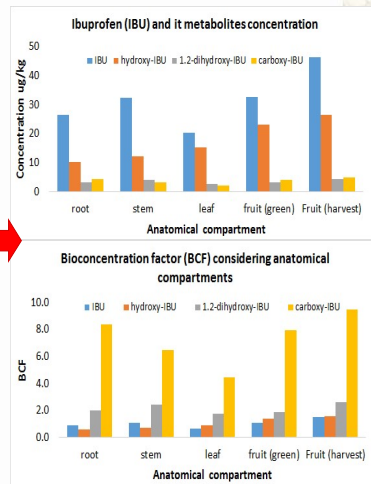 Ibuprofen (IBU) and it metabolites concentration
50
IBU hydroxy-IBU 1.2-dihydroxy-IBU carboxy-IBU
40
30
20
10
0
Concentration ug/kg
root stem leaf fruit (green) Fruit (harvest)
Anatomical compartment
Bioconcentration factor (BCF) considering anatomical
compartments
10.0
IBU hydroxy-IBU 1.2-dihydroxy-IBU carboxy-IBU
8.0
6.0
4.0
2.0
0.0
BCF
root stem leaf fruit (green) Fruit (harvest)
Anatomical compartment